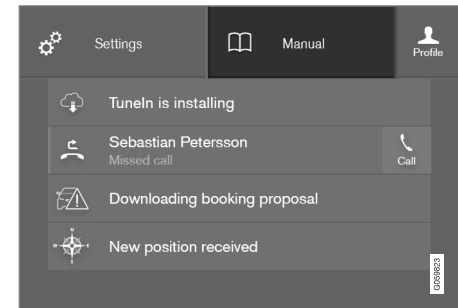 Settings
Manual
Profile
TuneIn is installing
Sebastian Petersson
Missed call
Call
Downloading booking proposal
N
W
E
S
New position received
G059823